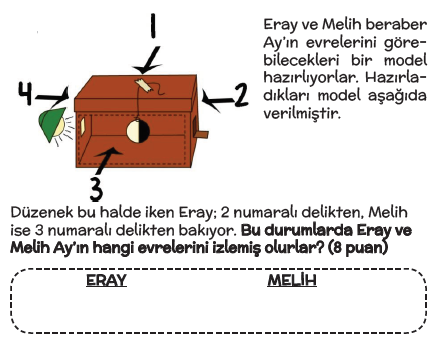 1
Eray ve Melih beraber
Ay'ın evrelerini göre-
bilecekleri bir model
hazırlıyorlar. Hazırla-
dıkları model aşağıda
verilmiştir.
4
2
3
Düzenek bu halde iken Eray; 2 numaralı delikten, Melih
ise 3 numaralı delikten bakıyor. Bu durumlarda Eray ve
Melih Ay'ın hangi evrelerini izlemiş olurlar? (8 puan)
ERAY MELİH